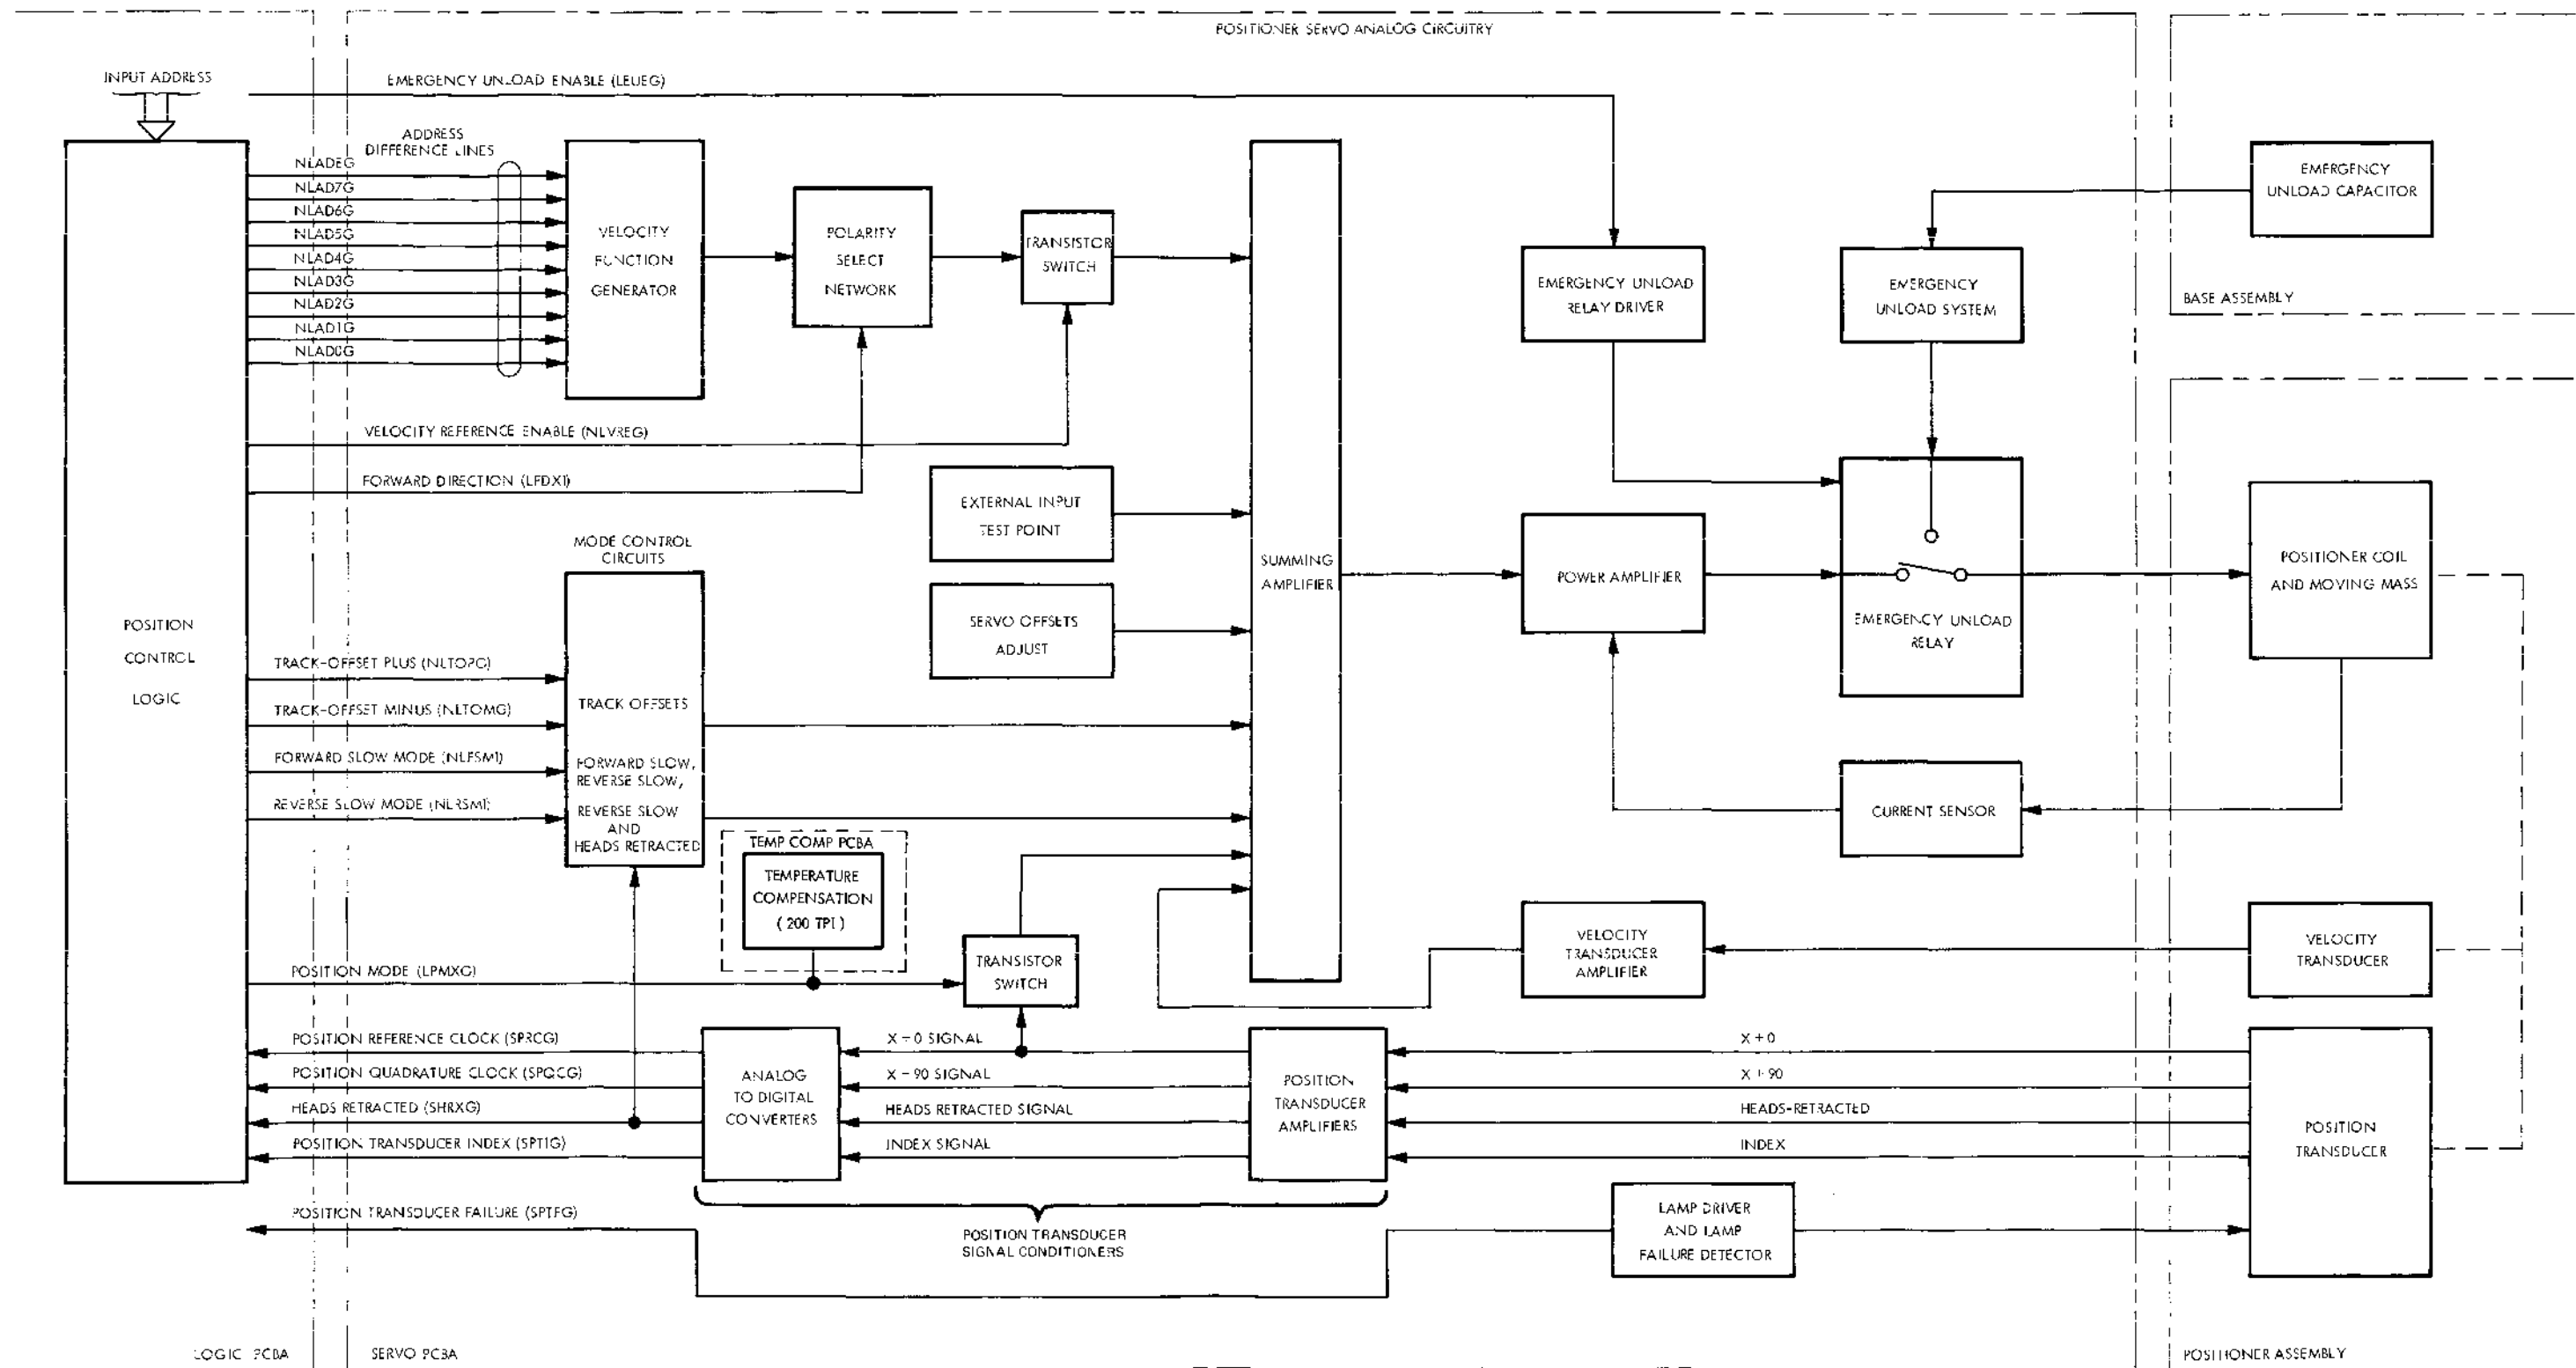 POSITIONER SERVO ANALOG CIRCUITRY
INPUT ADDRESS
EMERGENCY UNLOAD ENABLE (LEUEG)
ADDRESS
DIFFERENCE LINES
NLAD7G
NLAD6G
NLAD5G
NLAD4G
NLAD3G
NLAD2G
NLAD1G
NLAD0G
VELOCITY
FUNCTION
GENERATOR
POLARITY
SELECT
NETWORK
TRANSISTOR
SWITCH
EMERGENCY UNLOAD
RELAY DRIVER
EMERGENCY
UNLOAD SYSTEM
EMERGENCY
UNLOAD CAPACITOR
BASE ASSEMBLY
VELOCITY REFERENCE ENABLE (NLVREG)
FORWARD DIRECTION (LFDXI)
EXTERNAL INPUT
TEST POINT
SERVO OFFSETS
ADJUST
SUMMING
AMPLIFIER
POWER AMPLIFIER
EMERGENCY UNLOAD
RELAY
POSITIONER COIL
AND MOVING MASS
MODE CONTROL
CIRCUITS
POSITION
CONTROL
LOGIC
TRACK-OFFSET PLUS
TRACK-OFFSET MINUS (NLTOMG)
FORWARD SLOW MODE (NLFSMI)
REVERSE SLOW MODE (NLRSMI)
TRACK OFFSETS
FORWARD SLOW,
REVERSE SLOW,
REVERSE SLOW
AND
HEADS RETRACTED
CURRENT SENSOR
TEMP COMP PCBA
TEMPERATURE
COMPENSATION
(200 TPI)
POSITION MODE (LPMXG)
TRANSISTOR
SWITCH
VELOCITY
TRANSDUCER
AMPLIFIER
VELOCITY
TRANSDUCER
POSITION REFERENCE CLOCK (SPRCG)
POSITION QUADRATURE CLOCK (SPQCG)
HEADS RETRACTED (SHRXG)
POSITION TRANSDUCER INDEX (SPTIG)
ANALOG
TO DIGITAL
CONVERTERS
X + 0 SIGNAL
X + 90 SIGNAL
HEADS RETRACTED SIGNAL
INDEX SIGNAL
POSITION
TRANSDUCER
AMPLIFIERS
X + 0
X + 90
HEADS-RETRACTED
INDEX
POSITION
TRANSDUCER
POSITION TRANSDUCER FAILURE (SPTFG)
POSITION TRANSDUCER
SIGNAL CONDITIONERS
LAMP DRIVER
AND LAMP
FAILURE DETECTOR
LOGIC PCBA
SERVO PCBA
POSITIONER ASSEMBLY